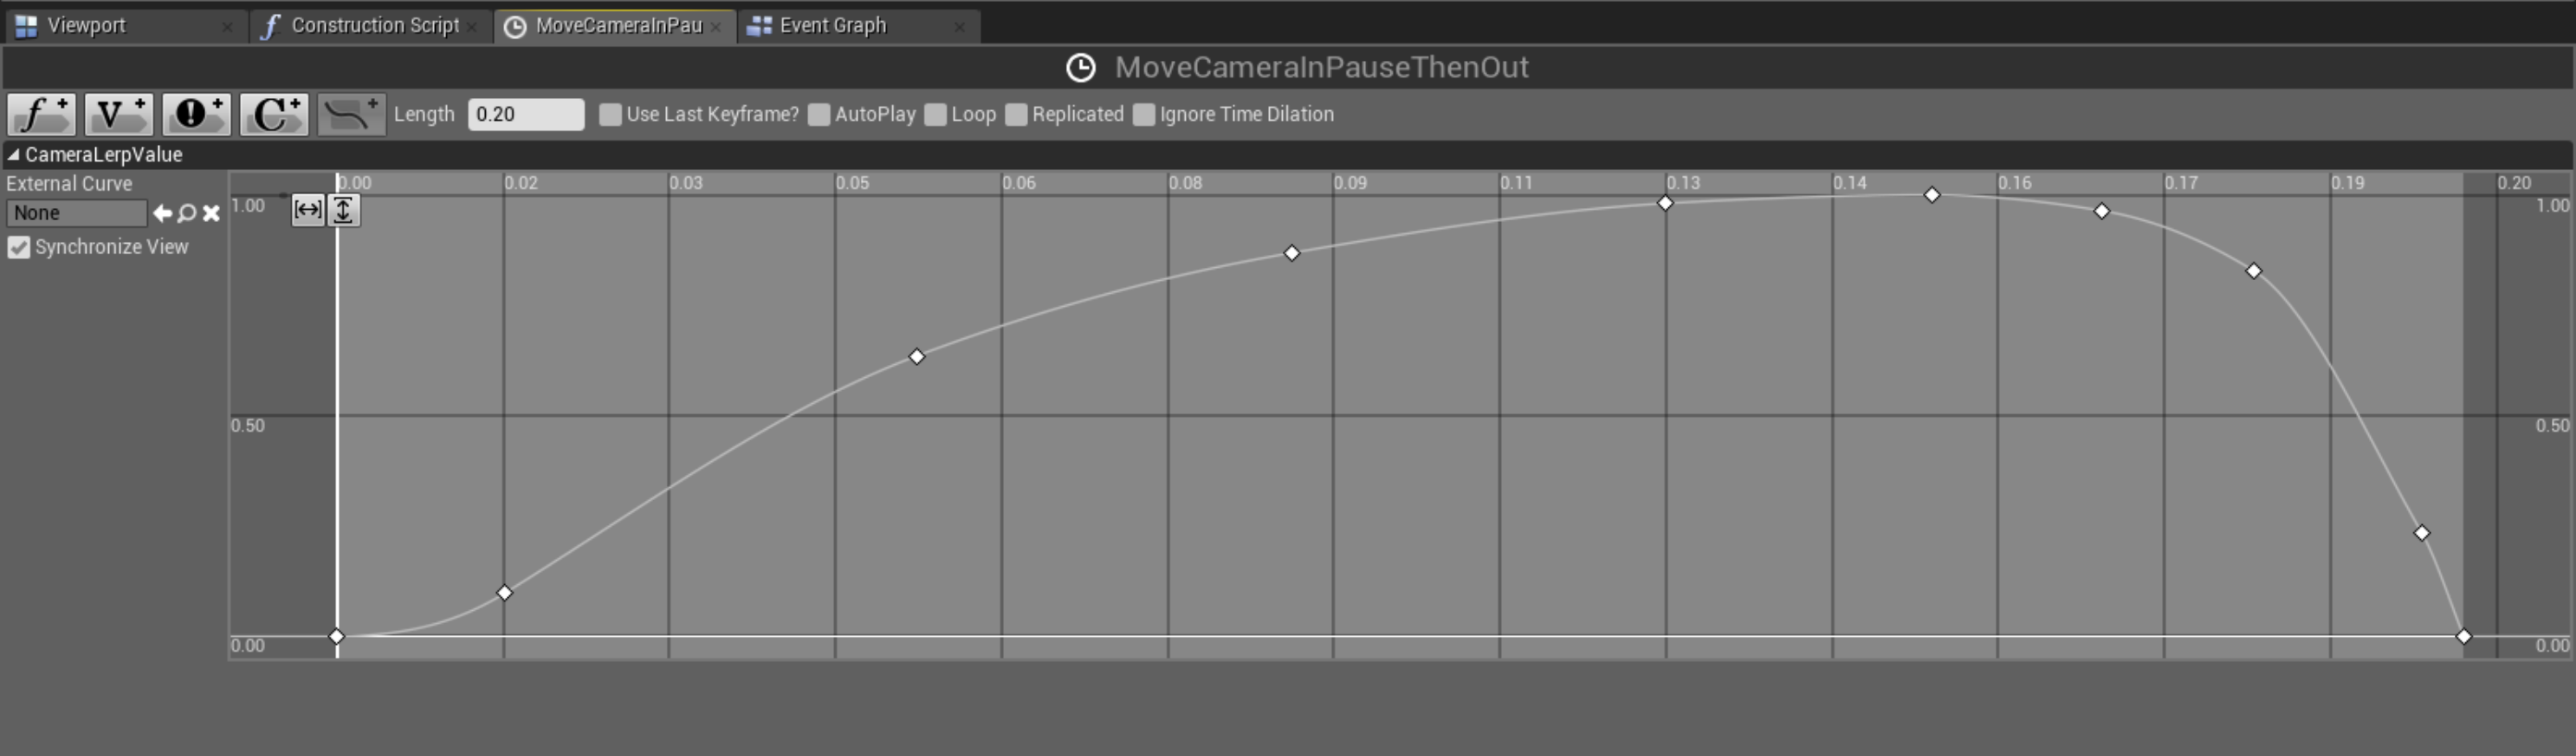 Viewport Construction Script MoveCameraInPau Event Graph
MoveCameraInPauseThenOut
f+ V+ !+ C+ Length 0.20 Use Last Keyframe? AutoPlay Loop Replicated Ignore Time Dilation
CameraLerpValue
External Curve
None
Synchronize View
0.00 0.02 0.03 0.05 0.06 0.08 0.09 0.11 0.13 0.14 0.16 0.17 0.19 0.20
1.00 1.00
0.50 0.50
0.00 0.00